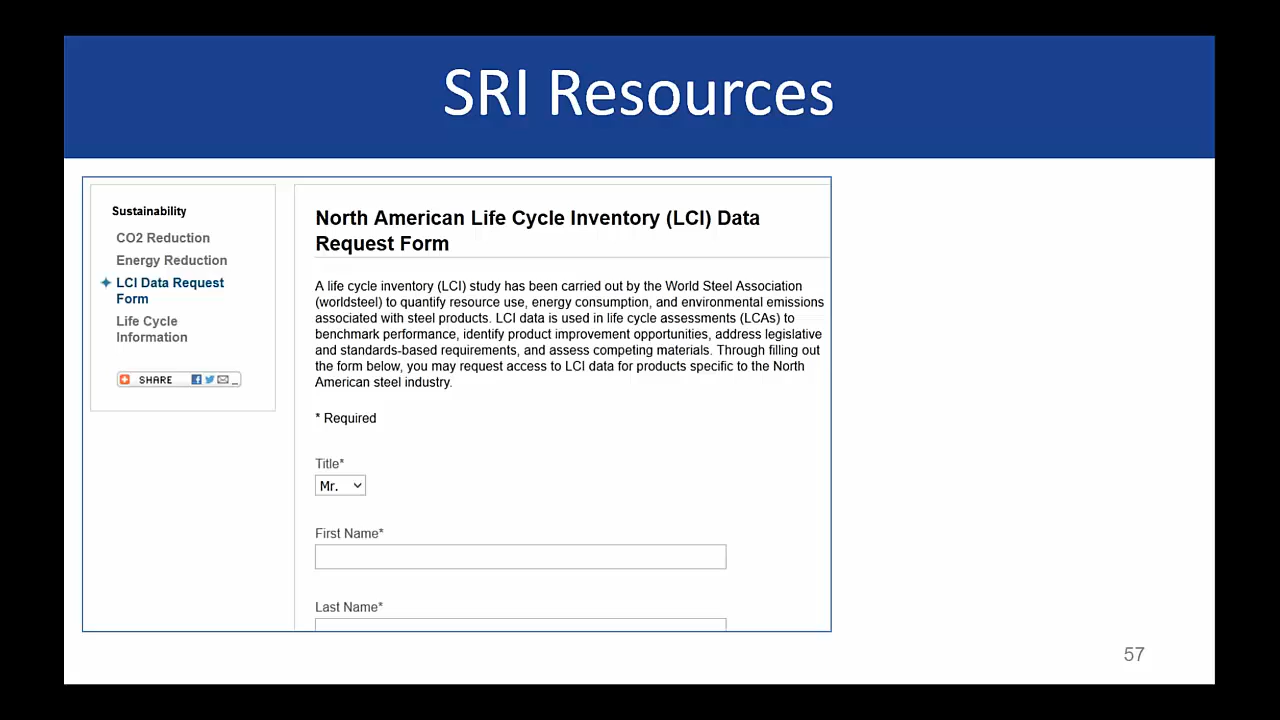 SRI Resources
Sustainability
CO2 Reduction
Energy Reduction
LCI Data Request
Form
Life Cycle
Information
SHARE
North American Life Cycle Inventory (LCI) Data
Request Form
A life cycle inventory (LCI) study has been carried out by the World Steel Association
(worldsteel) to quantify resource use, energy consumption, and environmental emissions
associated with steel products. LCI data is used in life cycle assessments (LCAs) to
benchmark performance, identify product improvement opportunities, address legislative
and standards-based requirements, and assess competing materials. Through filling out
the form below, you may request access to LCI data for products specific to the North
American steel industry.
* Required
Title*
Mr.
First Name*
Last Name*
57